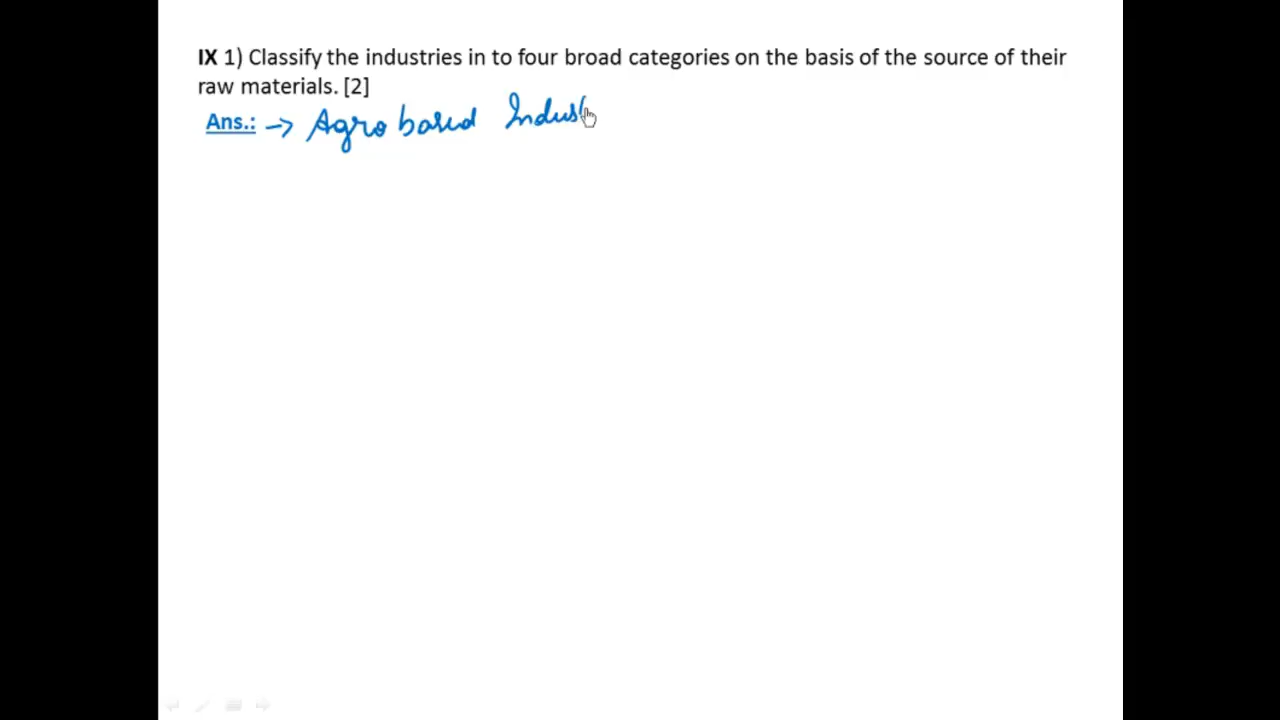 IX 1) Classify the industries in to four broad categories on the basis of the source of their
raw materials. [2]
Ans.: → Agro based Indus